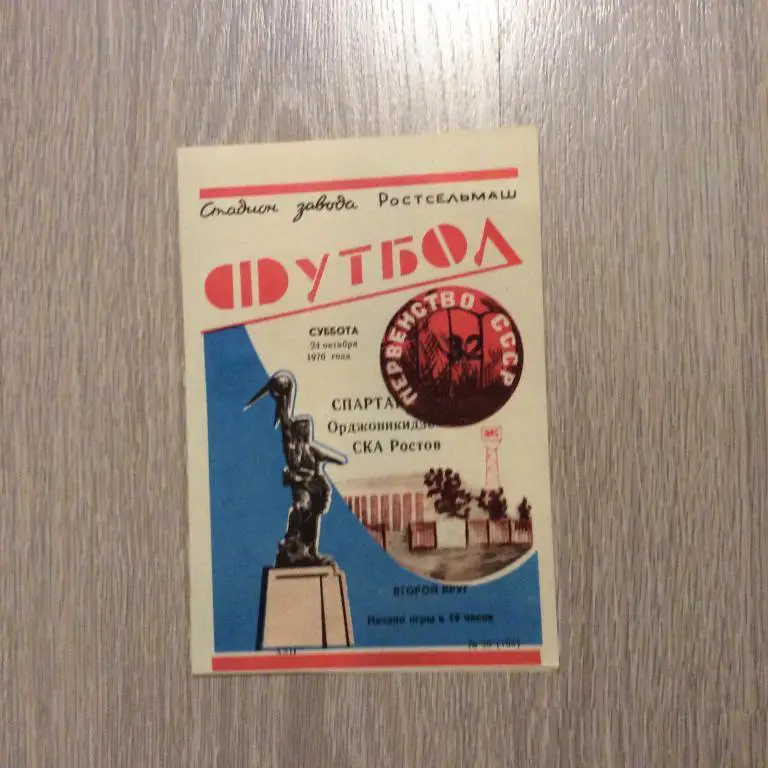 Стадион завода Ростсельмаш
ФУТБОЛ
СУББОТА
24 октября
1970 года
ПЕРВЕНСТВО СССР
32
СПАРТАК
Орджоникидзе
СКА Ростов
ВТОРОЙ КРУГ
Начало игры в 19 часов